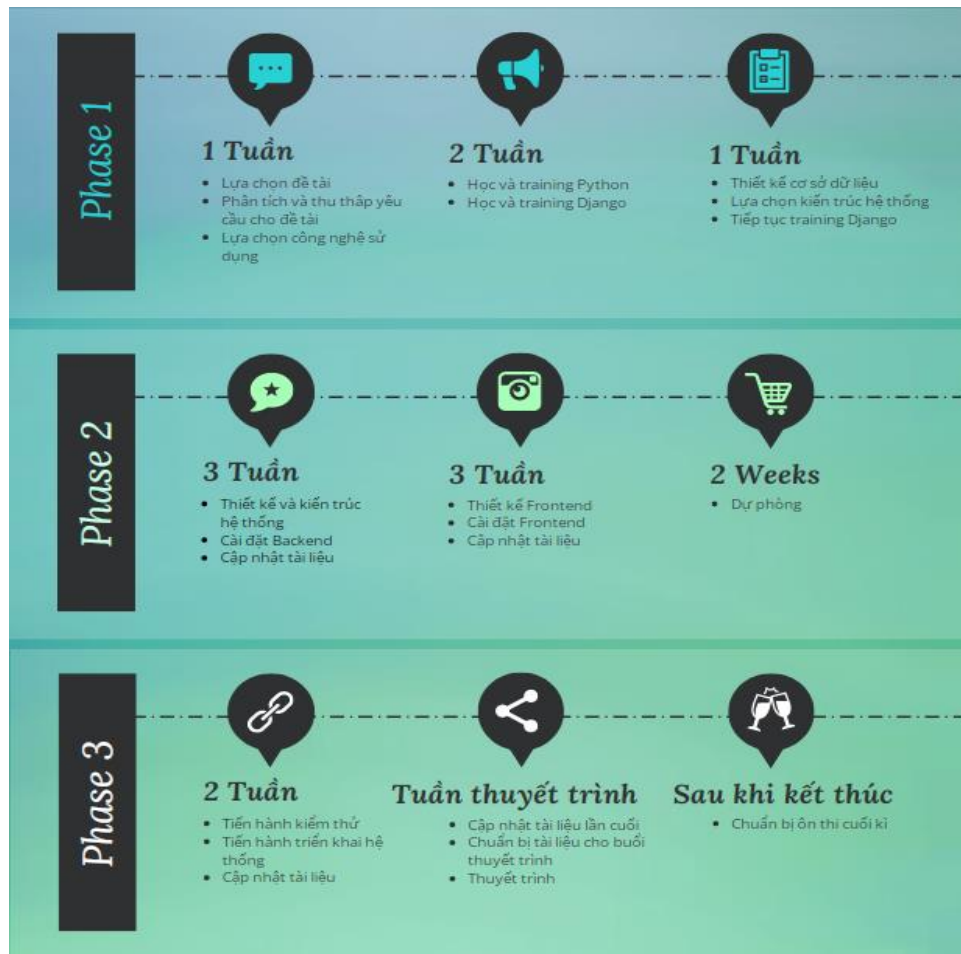 Phase 1
1 Tuần
• Lựa chọn đề tài
• Phân tích và thu thập yêu
cầu cho đề tài
• Lựa chọn công nghệ sử
dụng
2 Tuần
• Học và training Python
• Học và training Django
1 Tuần
• Thiết kế cơ sở dữ liệu
• Lựa chọn kiến trúc hệ thống
• Tiếp tục training Django
Phase 2
3 Tuần
• Thiết kế và kiến trúc
hệ thống
• Cài đặt Backend
• Cập nhật tài liệu
3 Tuần
• Thiết kế Frontend
• Cài đặt Frontend
• Cập nhật tài liệu
2 Weeks
• Dự phòng
Phase 3
2 Tuần
• Tiến hành kiểm thử
• Tiến hành triển khai hệ
thống
• Cập nhật tài liệu
Tuần thuyết trình
• Cập nhật tài liệu lần cuối
• Chuẩn bị tài liệu cho buổi
thuyết trình
• Thuyết trình
Sau khi kết thúc
• Chuẩn bị ôn thi cuối kì